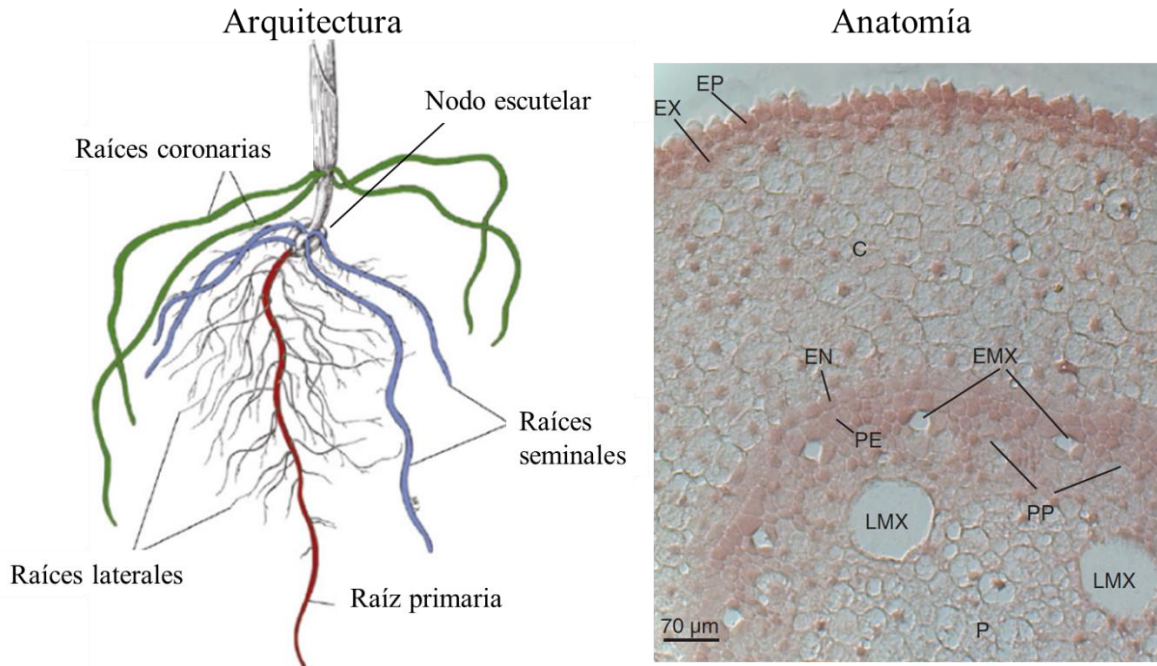 Arquitectura
Nodo escutelar
Raíces coronarias
Raíces
seminales
Raíces laterales
Raíz primaria
Anatomía
EP
EX
C
EN
EMX
PE
PP
LMX
LMX
P
70 µm